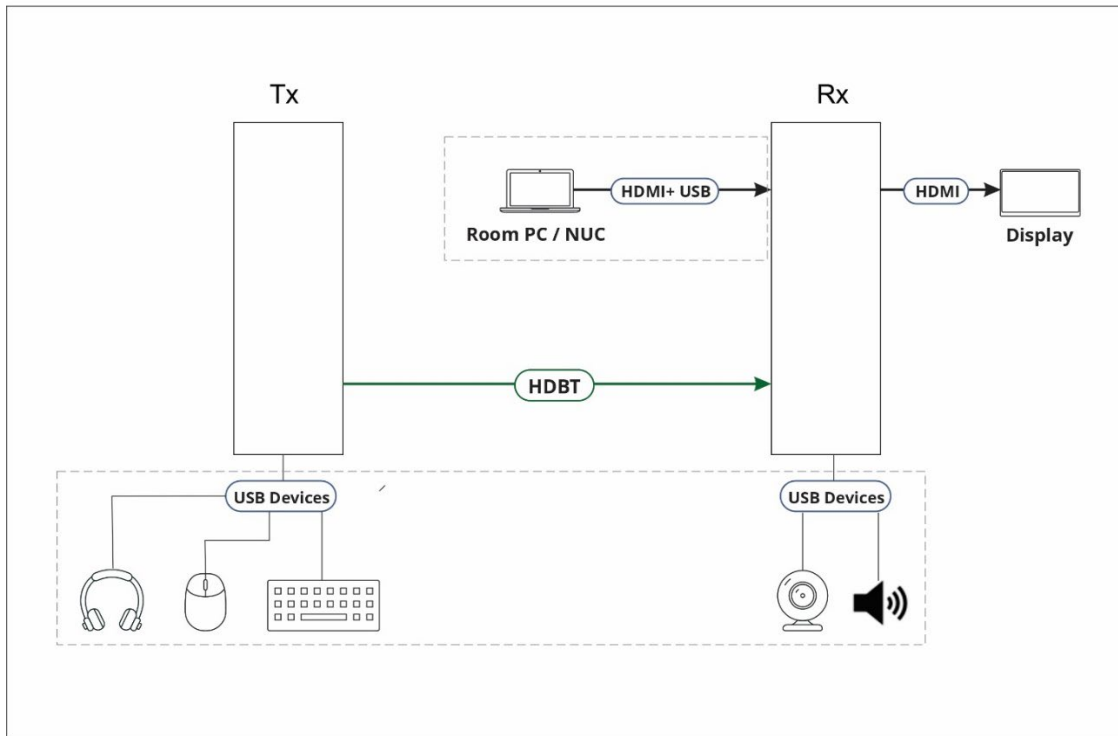 Tx
Rx
HDMI+ USB
HDMI
Room PC / NUC
Display
HDBT
USB Devices
USB Devices